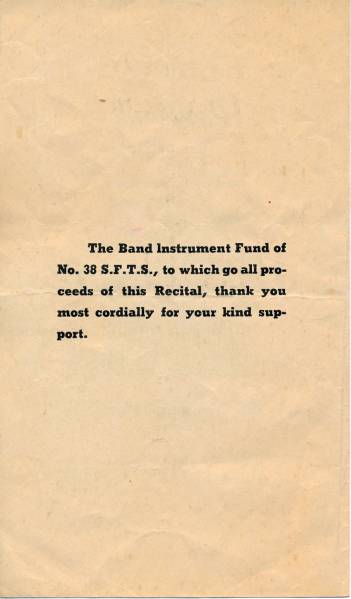 The Band Instrument Fund of
No. 38 S.F.T.S., to which go all pro-
ceeds of this Recital, thank you
most cordially for your kind sup-
port.